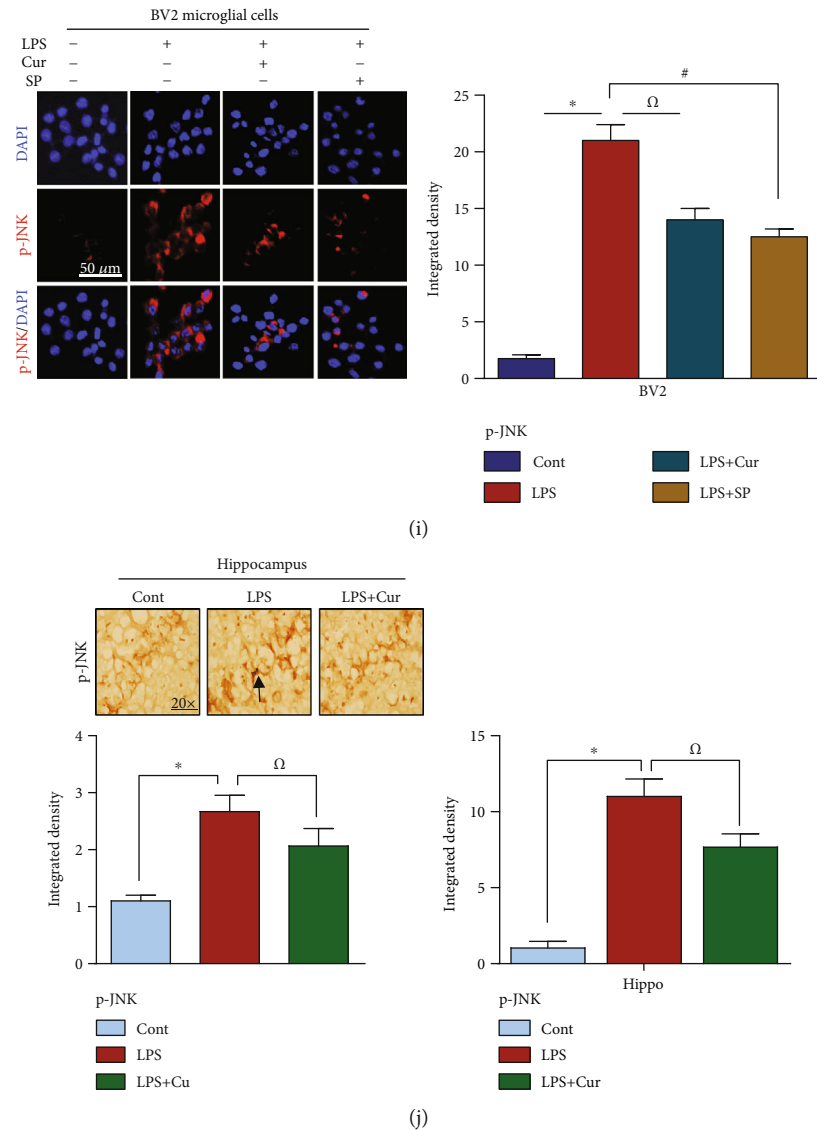 BV2 microglial cells
LPS − + + +
Cur − − + −
SP − − − +
DAPI
p-JNK
50 μm
p-JNK/DAPI
Integrated density
25
20
15
10
5
0
* Ω #
BV2
p-JNK
Cont LPS+Cur
LPS LPS+SP
(i)
Hippocampus
Cont LPS LPS+Cur
p-JNK
20×
Integrated density
4
3
2
1
0
* Ω
p-JNK
Cont
LPS
LPS+Cu
Integrated density
15
10
5
0
* Ω
Hippo
p-JNK
Cont
LPS
LPS+Cur
(j)